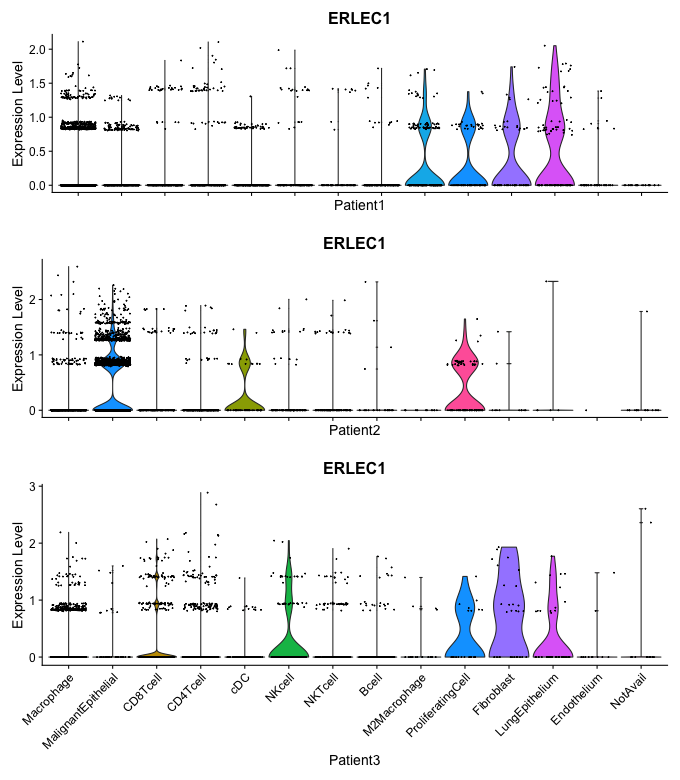 ERLEC1
Expression Level
2.0
1.5
1.0
0.5
0.0
Patient1
ERLEC1
Expression Level
2
1
0
Patient2
ERLEC1
Expression Level
3
2
1
0
Macrophage
MalignantEpithelial
CD8Tcell
CD4Tcell
cDC
NKcell
NKTcell
Bcell
M2Macrophage
ProliferatingCell
Fibroblast
LungEpithelium
Endothelium
NotAvail
Patient3